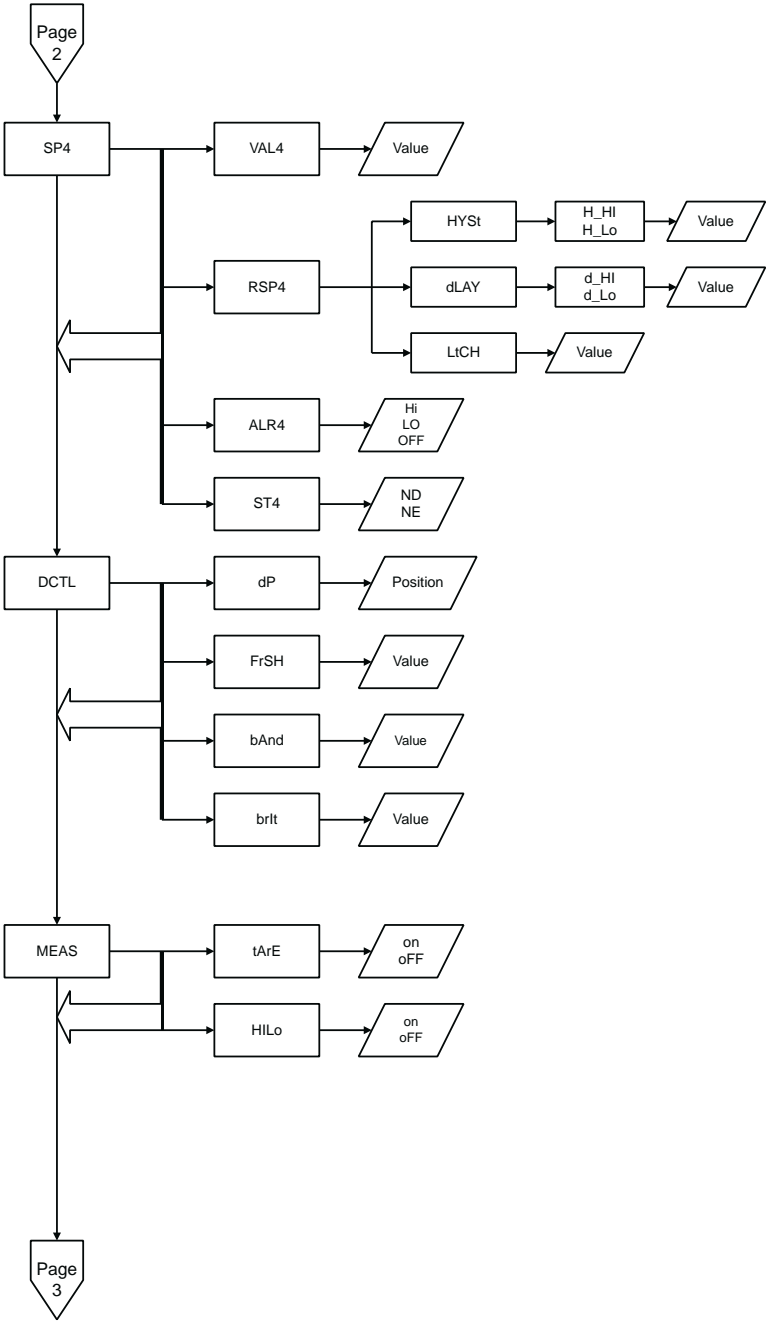 Page
2
SP4
VAL4
Value
HYSt
H_HI
H_Lo
Value
RSP4
dLAY
d_HI
d_Lo
Value
LtCH
Value
ALR4
Hi
LO
OFF
ST4
ND
NE
DCTL
dP
Position
FrSH
Value
bAnd
Value
brIt
Value
MEAS
tArE
on
oFF
HILo
on
oFF
Page
3